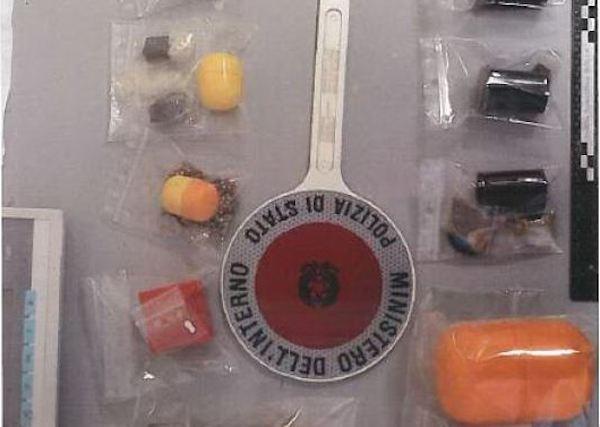 MINISTERO DELL'INTERNO
POLIZIA DI STATO